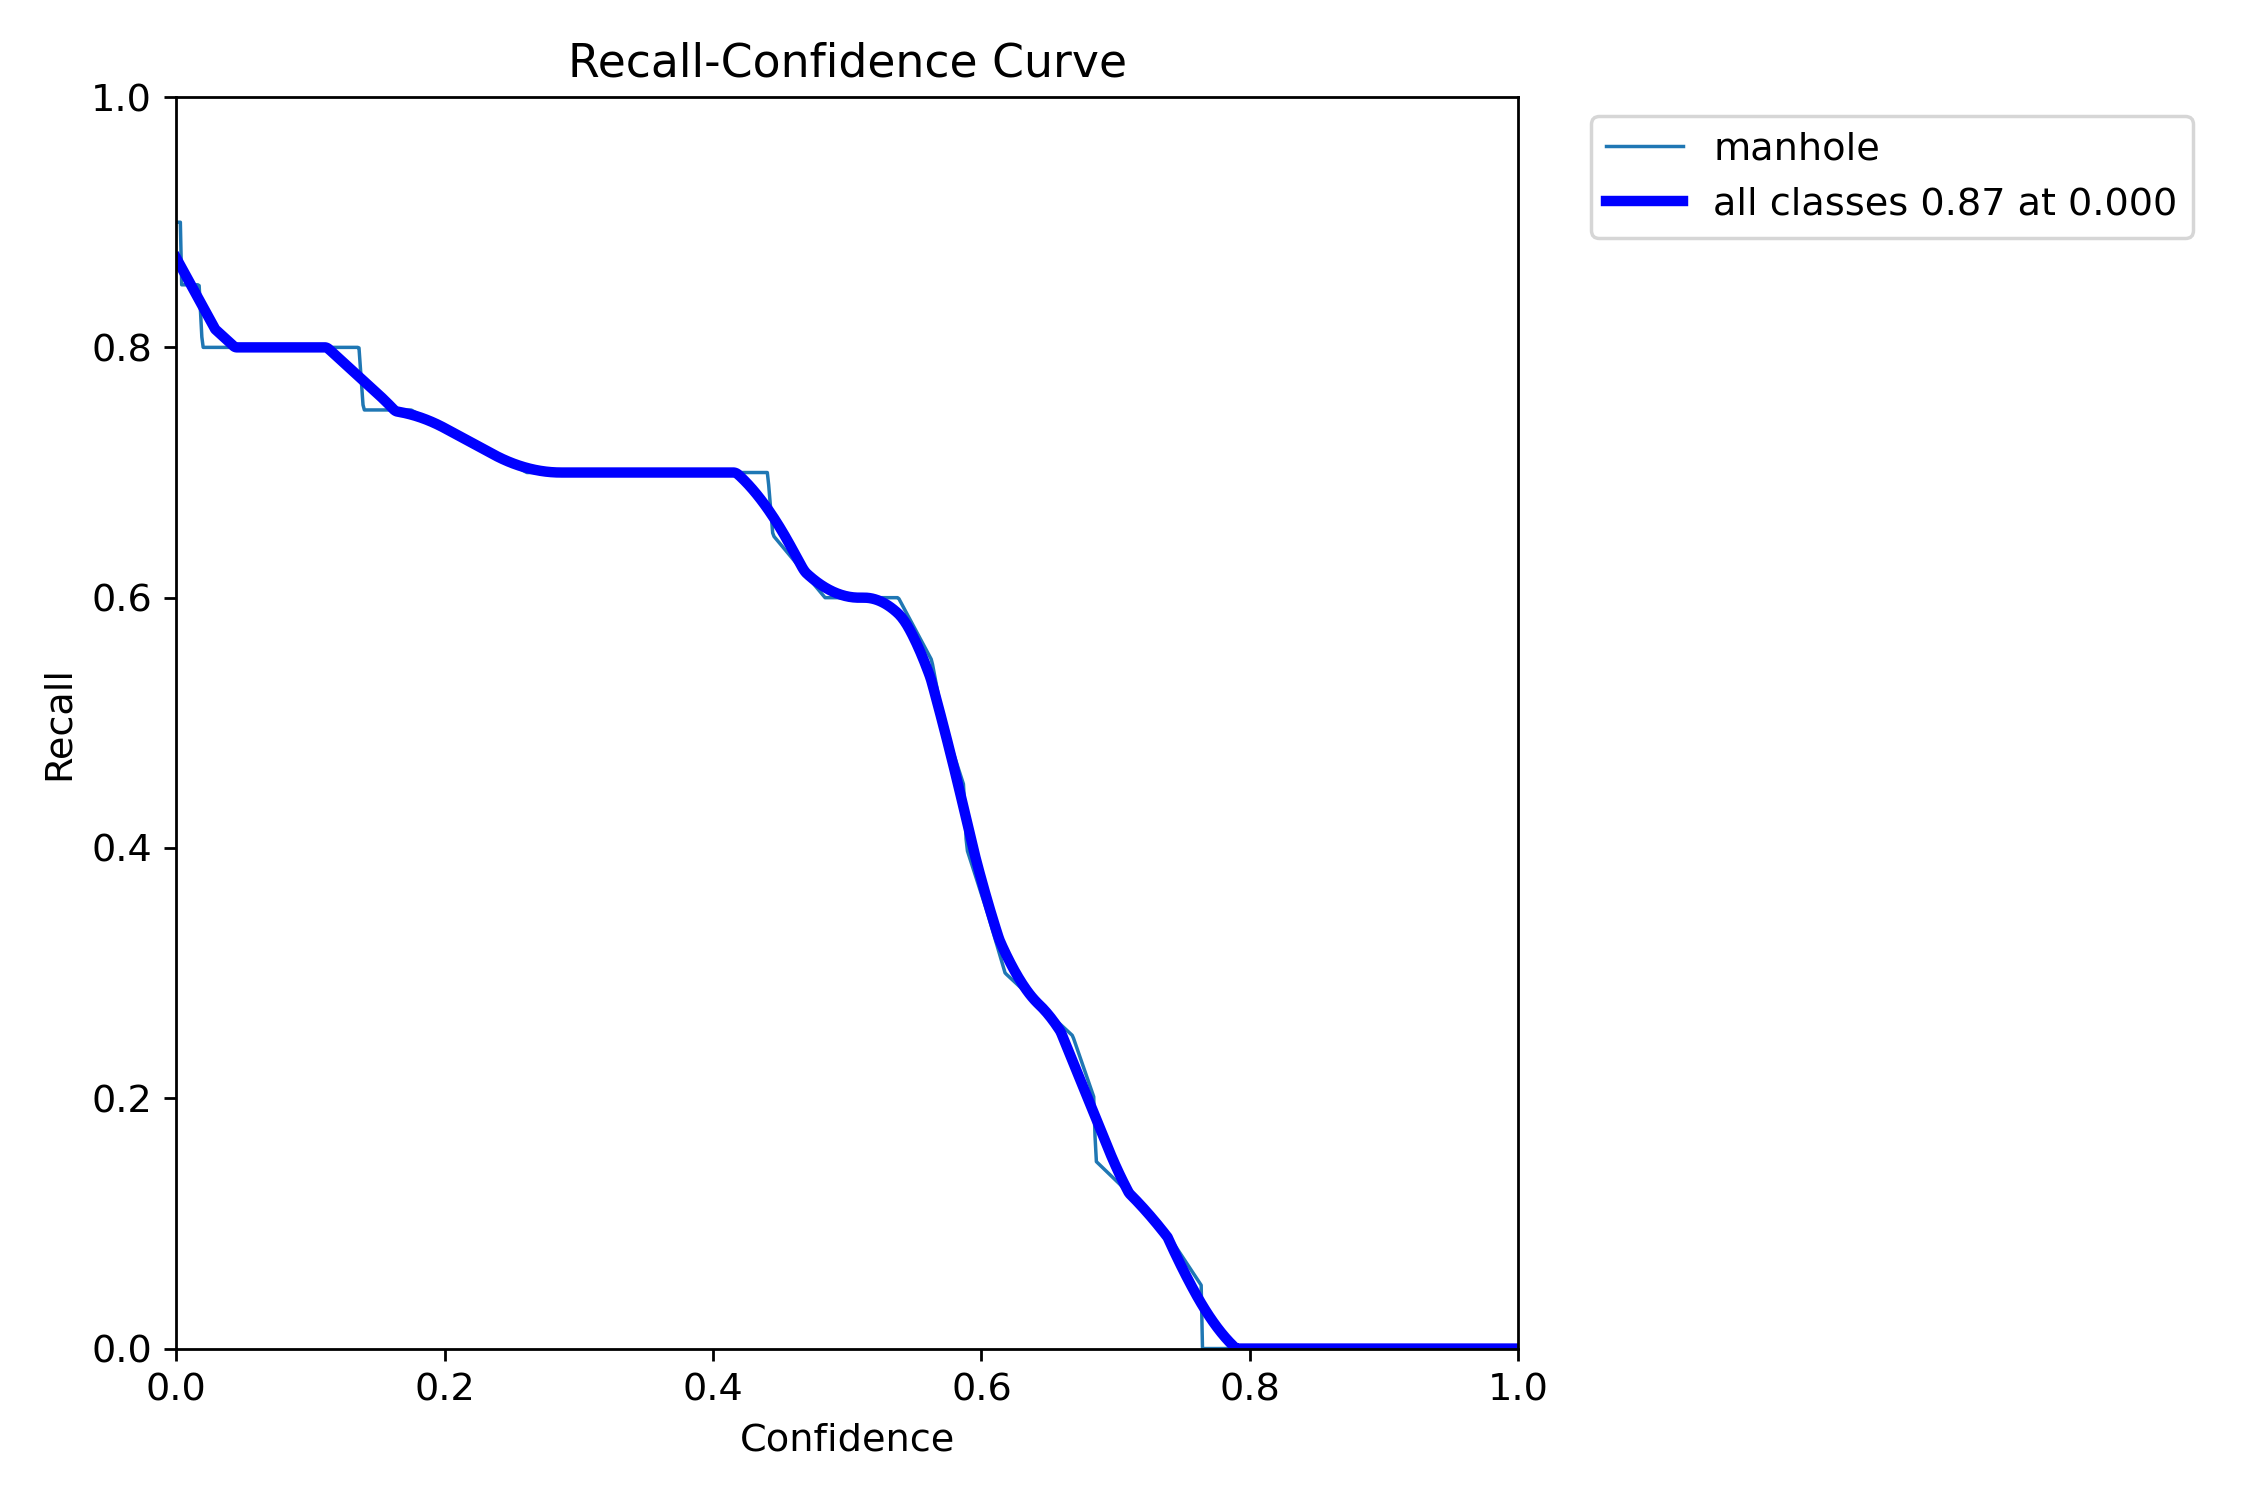 Recall-Confidence Curve
1.0
0.8
0.6
0.4
0.2
0.0
Recall
0.0 0.2 0.4 0.6 0.8 1.0
Confidence
manhole
all classes 0.87 at 0.000